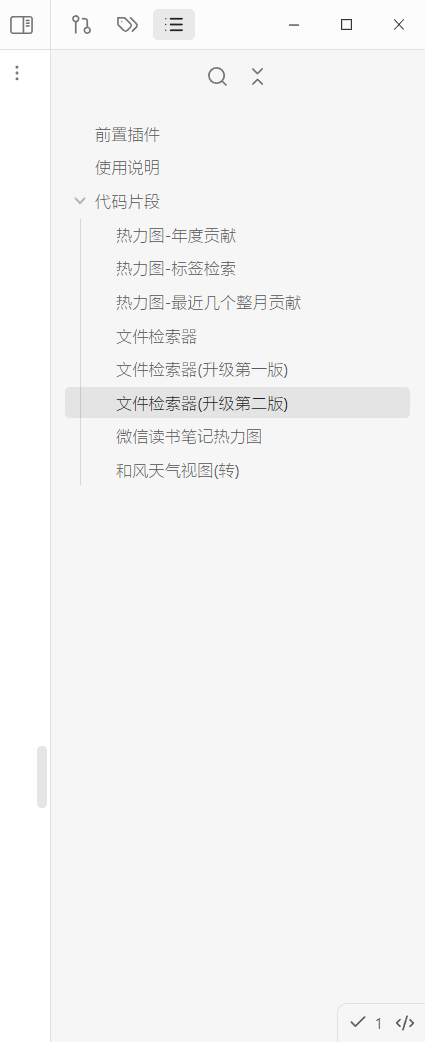 前置插件
使用说明
代码片段
热力图-年度贡献
热力图-标签检索
热力图-最近几个整月贡献
文件检索器
文件检索器(升级第一版)
文件检索器(升级第二版)
微信读书笔记热力图
和风天气视图(转)
1